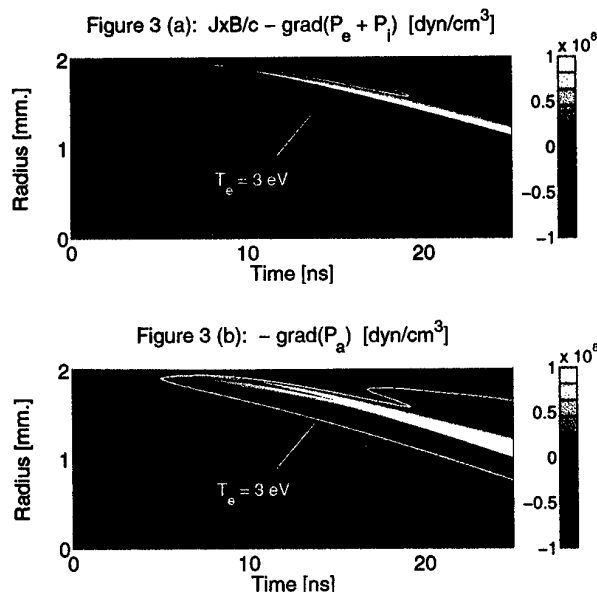 Figure 3 (a): JxB/c – grad(P_e + P_i) [dyn/cm^3]
x 10^6
1
0.5
0
−0.5
−1
Radius [mm.]
2
1
0
T_e = 3 eV
0 10 20
Time [ns]
Figure 3 (b): – grad(P_a) [dyn/cm^3]
x 10^6
1
0.5
0
−0.5
−1
Radius [mm.]
2
1
0
T_e = 3 eV
0 10 20
Time [ns]